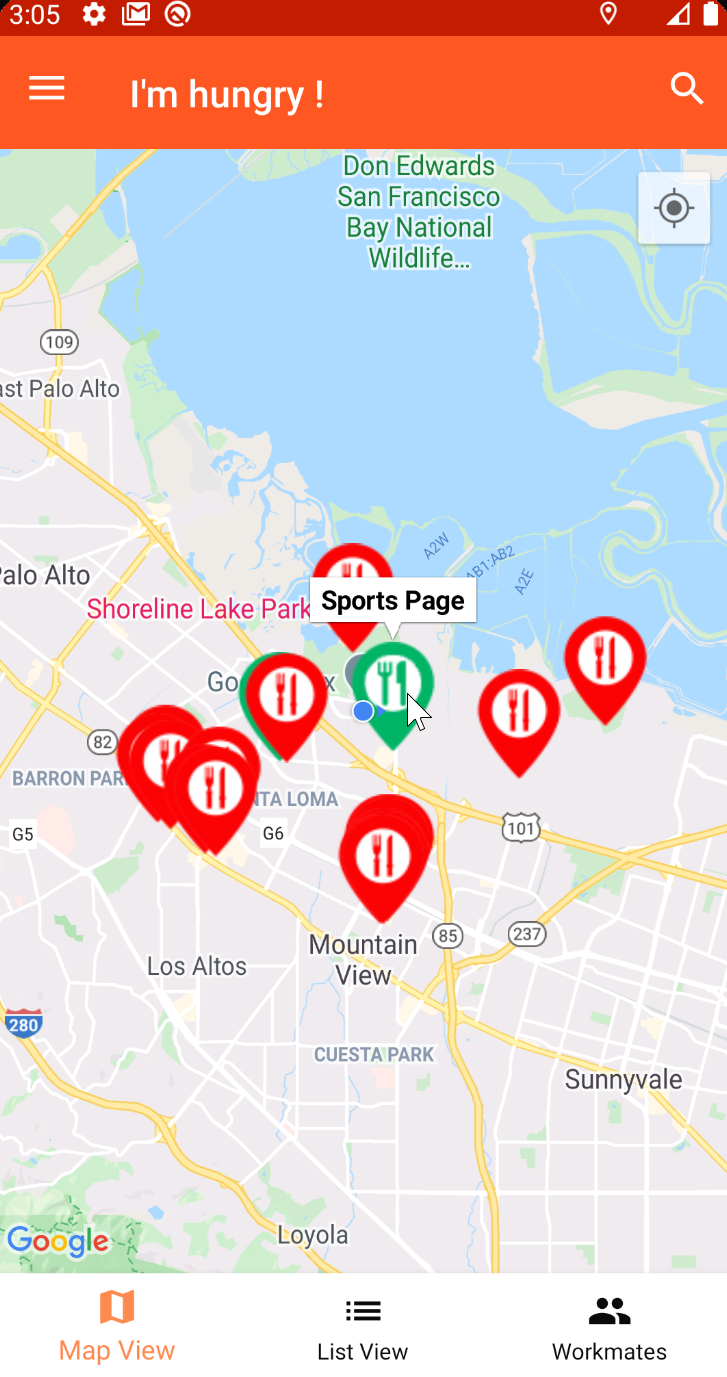 3:05
I'm hungry !
Don Edwards
San Francisco
Bay National
Wildlife...
109
ast Palo Alto
A2W
AB1:AB2
A2E
Palo Alto
Shoreline Lake Park
Sports Page
Go
x
82
BARRON PAR
NTA LOMA
G5
G6
101
Mountain
View
85
237
Los Altos
280
CUESTA PARK
Sunnyvale
Loyola
Google
Map View
List View
Workmates